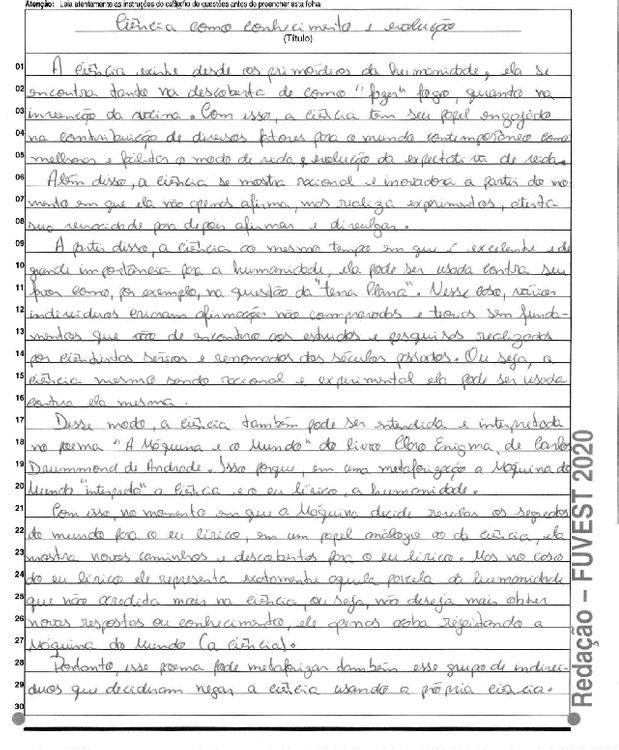 Atenção: Leia atentamente as instruções do caderno de questões antes de preencher esta folha
Ciência como conhecimento e evolução
(Título)
01 A ciência existe desde os primórdios da humanidade, ela se
02 encontra tanto na descoberta de como "fazer" fogo, quanto na
03 invenção da vacina. Com isso, a ciência tem seu papel engajado
04 na contribuição de diversos fatores para o mundo contemporâneo como
05 melhorar e facilitar o modo de vida e evolução da expectativa de vida.
06 Além disso, a ciência se mostra racional e inovadora a partir do mo-
07 mento em que ela não apenas afirma, mas realiza experimentos, atesta
08 sua veracidade para depois afirmar e divulgar.
09 A partir disso, a ciência ao mesmo tempo em que é excelente e de
10 grande importância para a humanidade, ela pode ser usada contra seu
11 favor como, por exemplo, na questão da "terra Plana". Nesse caso, vários
12 indivíduos criaram afirmações não comprovadas e teorias sem funda-
13 mentos que vão de encontro aos estudos e pesquisas realizados
14 por cientistas sérios e renomados dos séculos passados. Ou seja, a
15 ciência mesmo sendo racional e experimental ela pode ser usada
16 contra ela mesma.
17 Desse modo, a ciência também pode ser entendida e interpretada
18 no poema "A Máquina e o Mundo" do livro Claro Enigma, de Carlos
19 Drummond de Andrade. Isso porque, em uma metaforização a Máquina do
20 Mundo "interpreta" a Ciência e o eu lírico, a humanidade.
21 Com isso, no momento em que a Máquina decide revelar os segredos
22 do mundo para o eu lírico, em um papel análogo ao da ciência, ela
23 mostra novos caminhos e descobertas para o eu lírico. Mas no caso
24 do eu lírico ele representa exatamente aquela parcela da humanidade
25 que não acredita mais na ciência, ou seja, não deseja mais obter
26 novas respostas ou conhecimento, ele apenas acaba rejeitando a
27 Máquina do Mundo (a ciência).
28 Portanto, esse poema pode metaforizar também esse grupo de indiví-
29 duos que decidiram negar a ciência usando a própria ciência.
30
Redação – FUVEST 2020